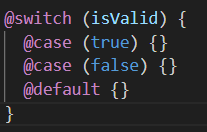 @switch (isValid) {
  @case (true) {}
  @case (false) {}
  @default {}
}